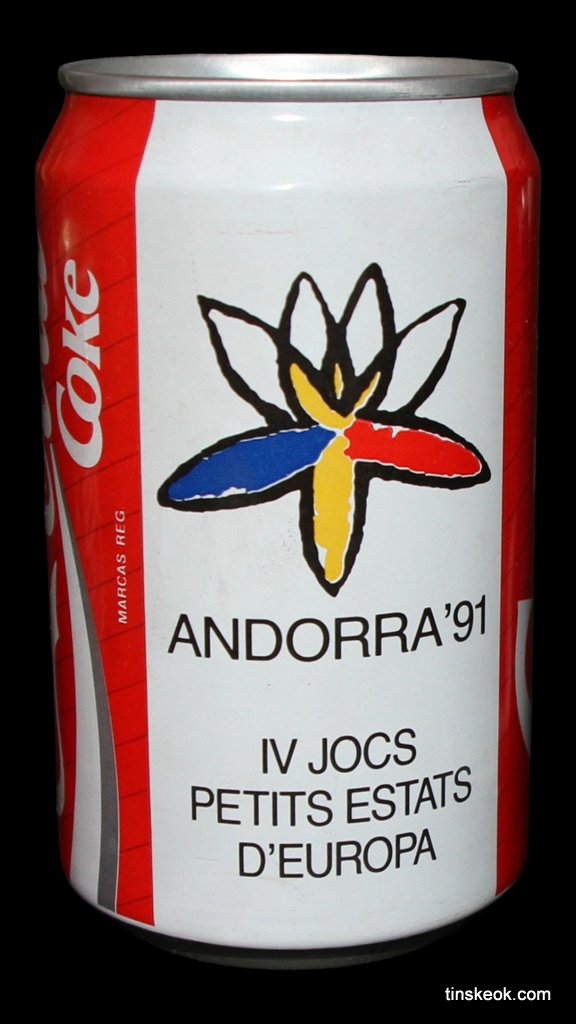 Coke
MARCAS REG
ANDORRA'91
IV JOCS
PETITS ESTATS
D'EUROPA
tinskeok.com